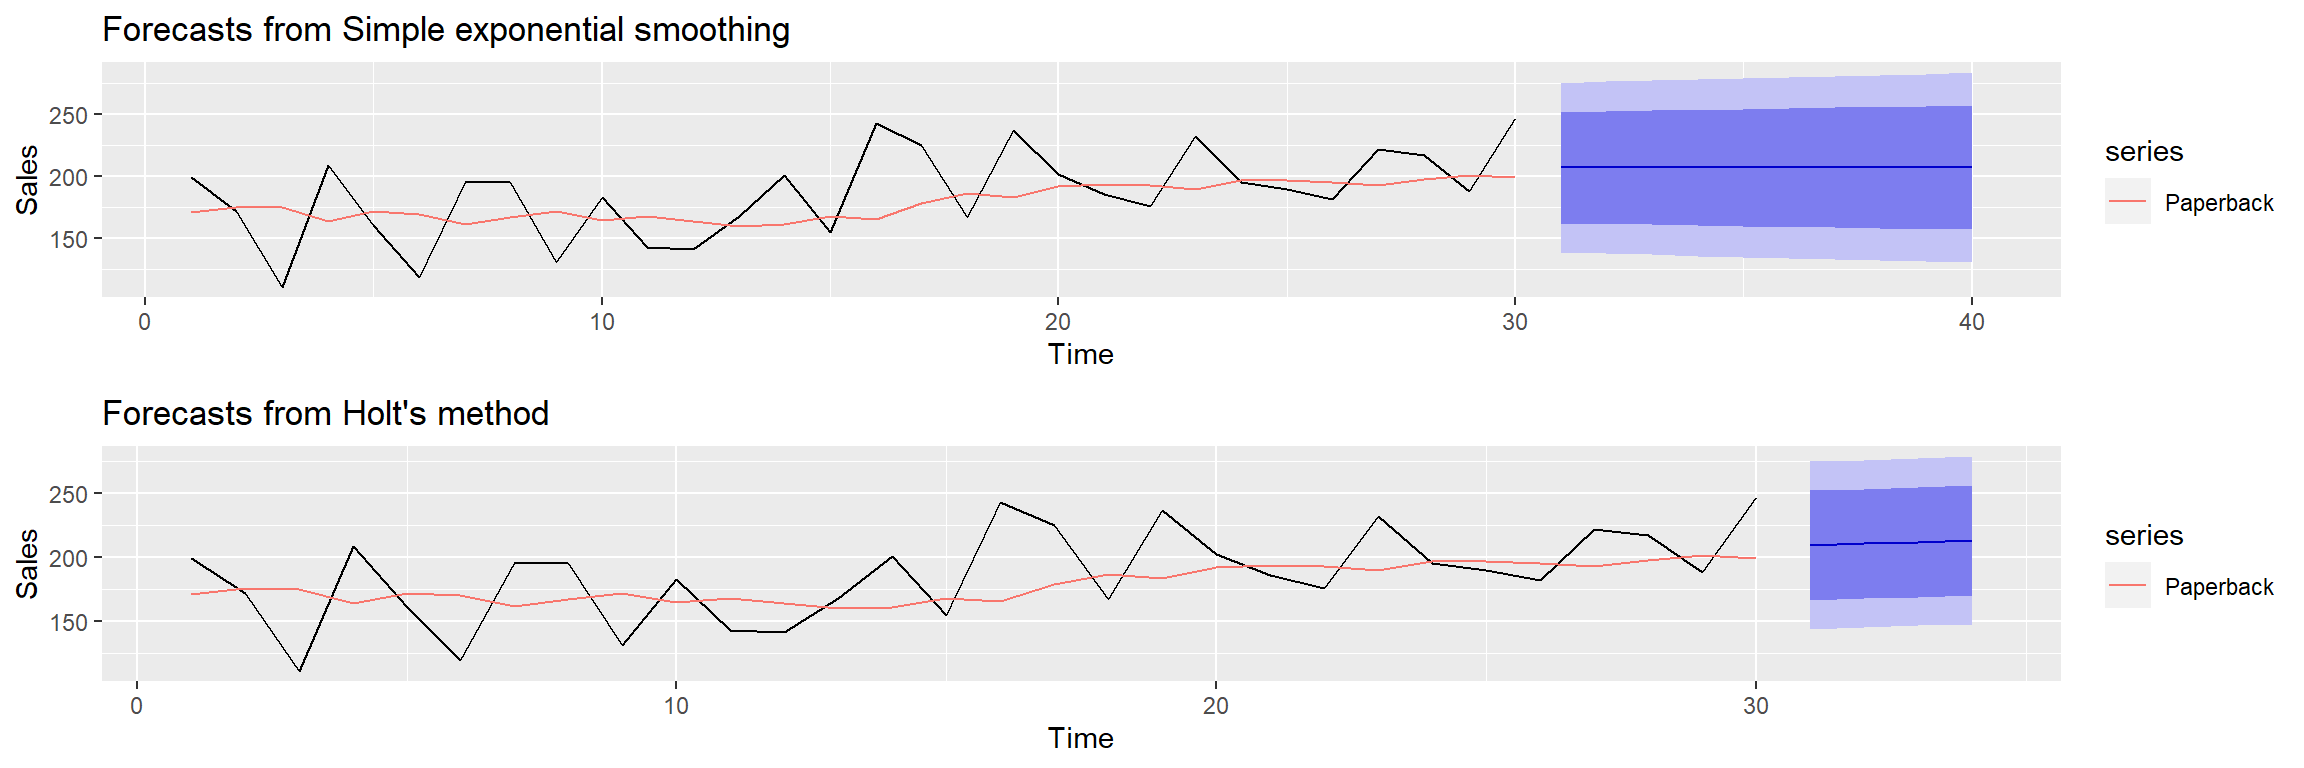 Forecasts from Simple exponential smoothing
250
200
150
Sales
0 10 20 30 40
Time
series
Paperback
Forecasts from Holt's method
250
200
150
Sales
0 10 20 30
Time
series
Paperback